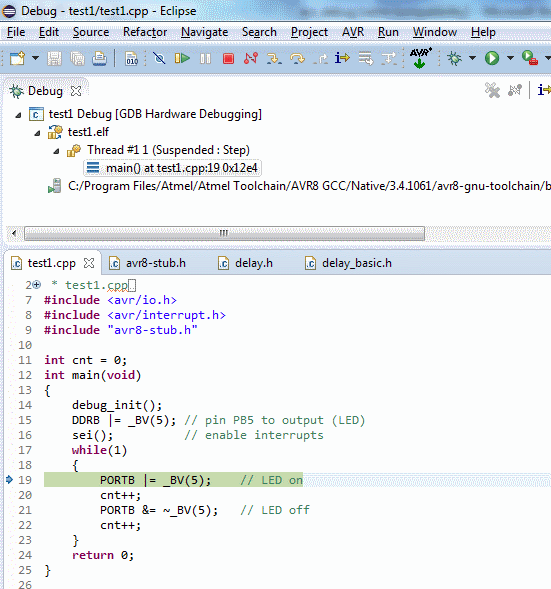 Debug - test1/test1.cpp - Eclipse
File Edit Source Refactor Navigate Search Project AVR Run Window Help
010
AVR
Debug
test1 Debug [GDB Hardware Debugging]
test1.elf
Thread #1 1 (Suspended : Step)
main() at test1.cpp:19 0x12e4
C:/Program Files/Atmel/Atmel Toolchain/AVR8 GCC/Native/3.4.1061/avr8-gnu-toolchain/b
test1.cpp avr8-stub.h delay.h delay_basic.h
2 * test1.cpp
7 #include <avr/io.h>
8 #include <avr/interrupt.h>
9 #include "avr8-stub.h"
10
11 int cnt = 0;
12 int main(void)
13 {
14 debug_init();
15 DDRB |= _BV(5); // pin PB5 to output (LED)
16 sei(); // enable interrupts
17 while(1)
18 {
19 PORTB |= _BV(5); // LED on
20 cnt++;
21 PORTB &= ~_BV(5); // LED off
22 cnt++;
23 }
24 return 0;
25 }
26